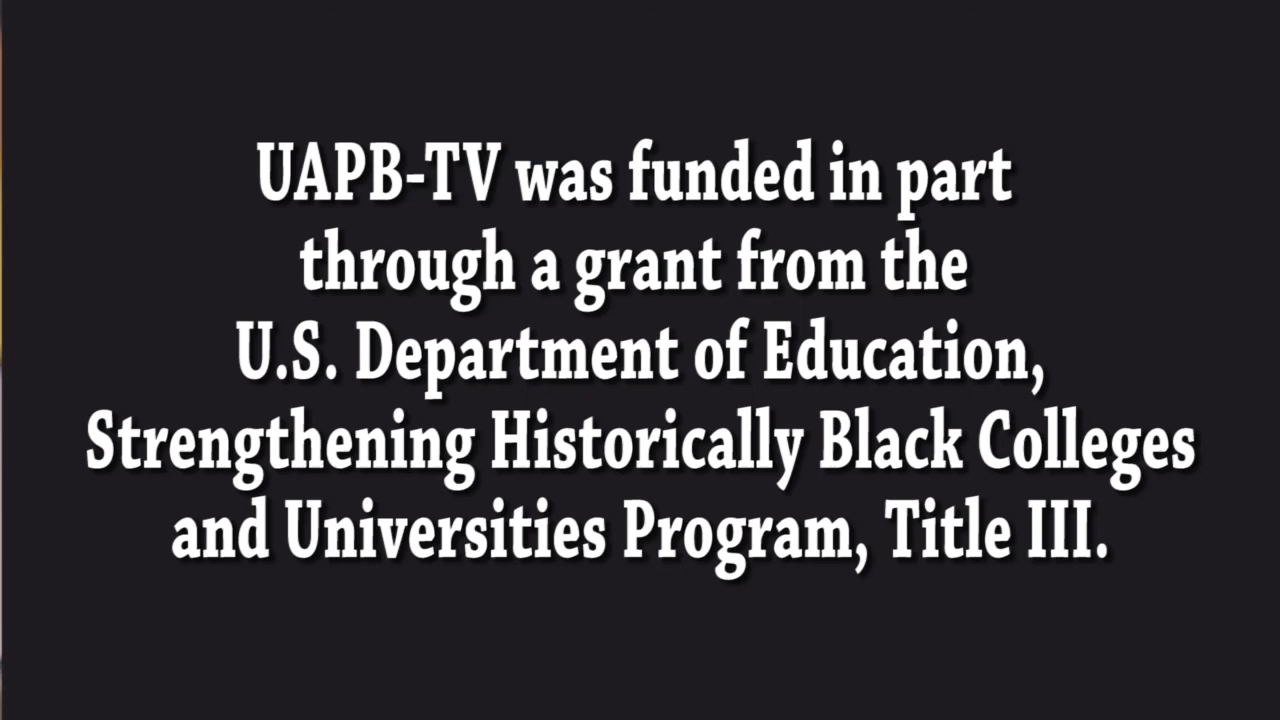 UAPB-TV was funded in part
through a grant from the
U.S. Department of Education,
Strengthening Historically Black Colleges
and Universities Program, Title III.